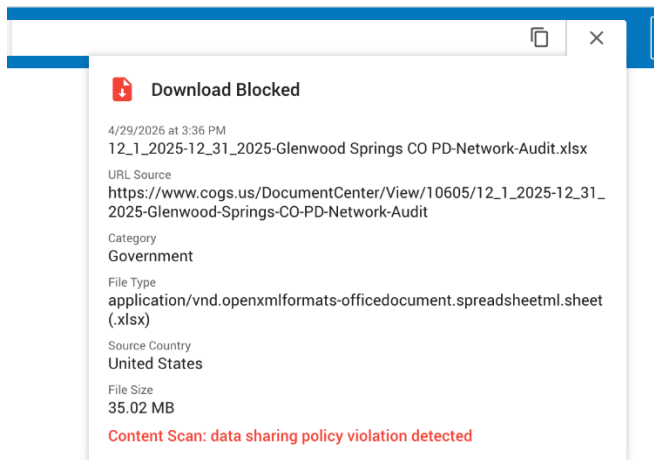 Download Blocked
4/29/2026 at 3:36 PM
12_1_2025-12_31_2025-Glenwood Springs CO PD-Network-Audit.xlsx
URL Source
https://www.cogs.us/DocumentCenter/View/10605/12_1_2025-12_31_
2025-Glenwood-Springs-CO-PD-Network-Audit
Category
Government
File Type
application/vnd.openxmlformats-officedocument.spreadsheetml.sheet
(.xlsx)
Source Country
United States
File Size
35.02 MB
Content Scan: data sharing policy violation detected